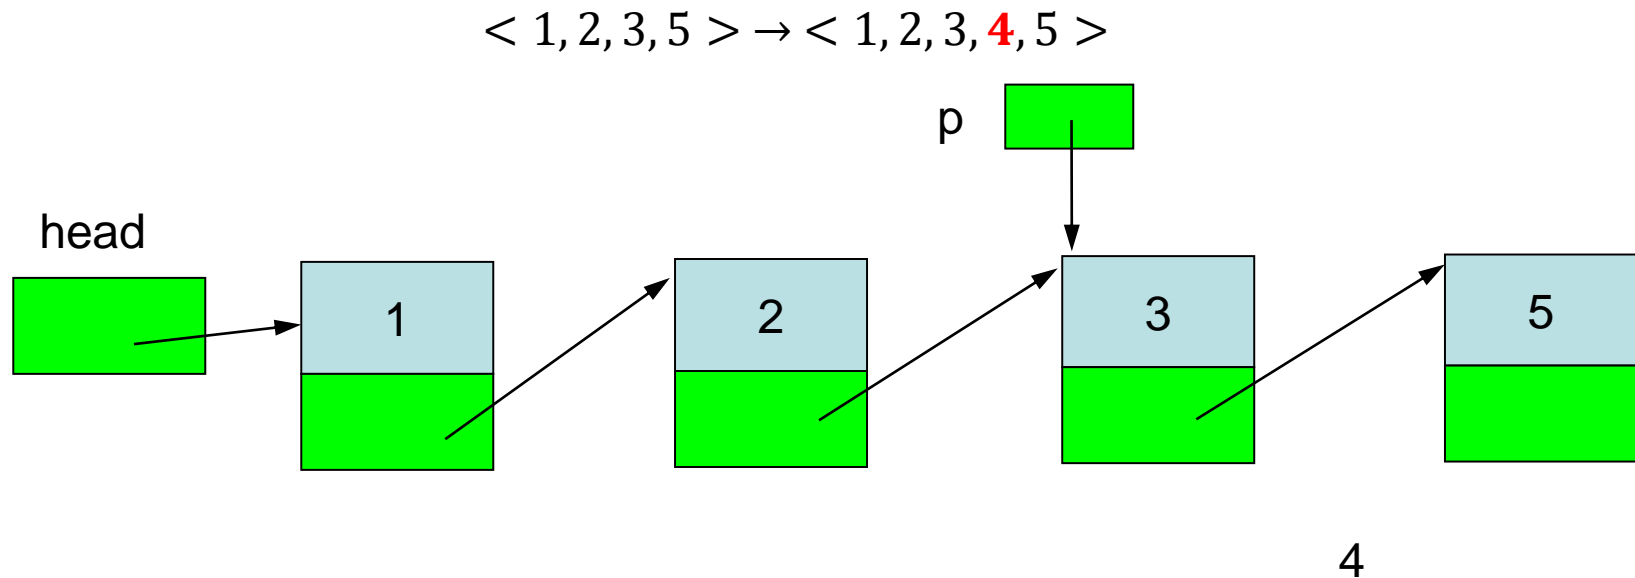 < 1, 2, 3, 5 > → < 1, 2, 3, 4, 5 >
p
head
1
2
3
5
4